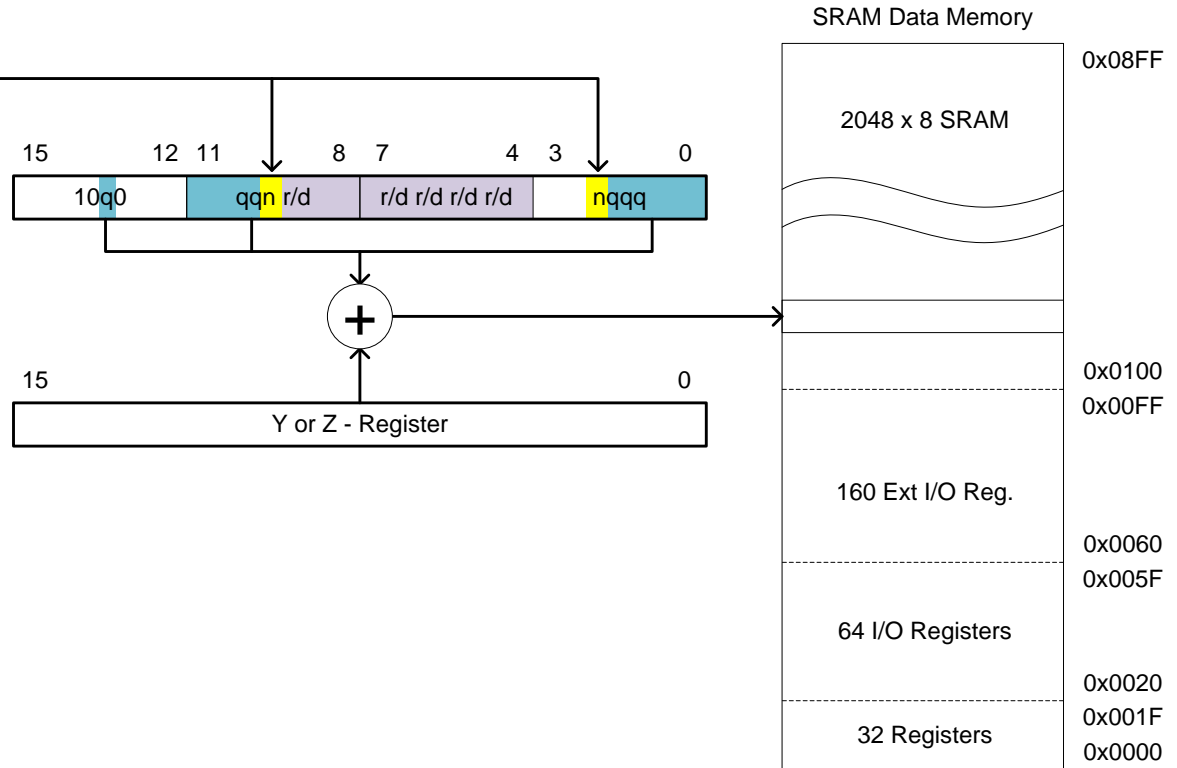 SRAM Data Memory
0x08FF
2048 x 8 SRAM
15 12 11 8 7 4 3 0
10q0 qqn r/d r/d r/d r/d r/d nqqq
+
15 0
Y or Z - Register
0x0100
0x00FF
160 Ext I/O Reg.
0x0060
0x005F
64 I/O Registers
0x0020
0x001F
32 Registers
0x0000